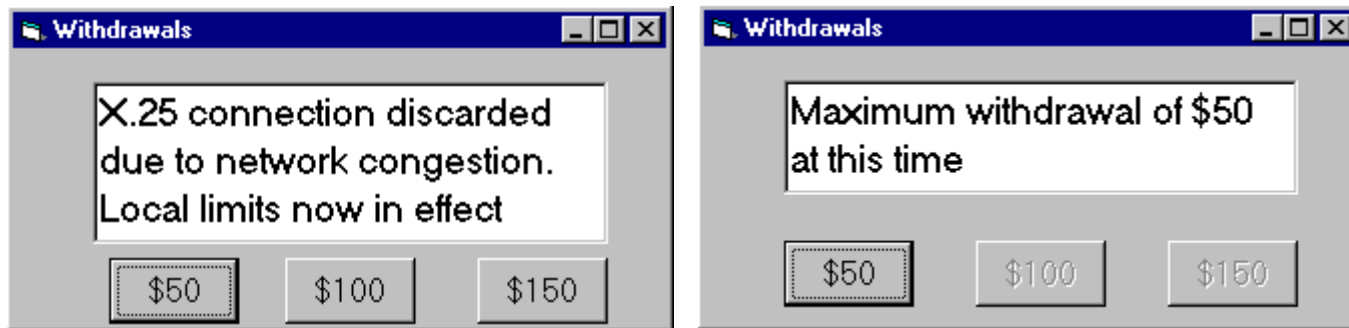 Withdrawals
X.25 connection discarded
due to network congestion.
Local limits now in effect
$50 $100 $150
Withdrawals
Maximum withdrawal of $50
at this time
$50 $100 $150